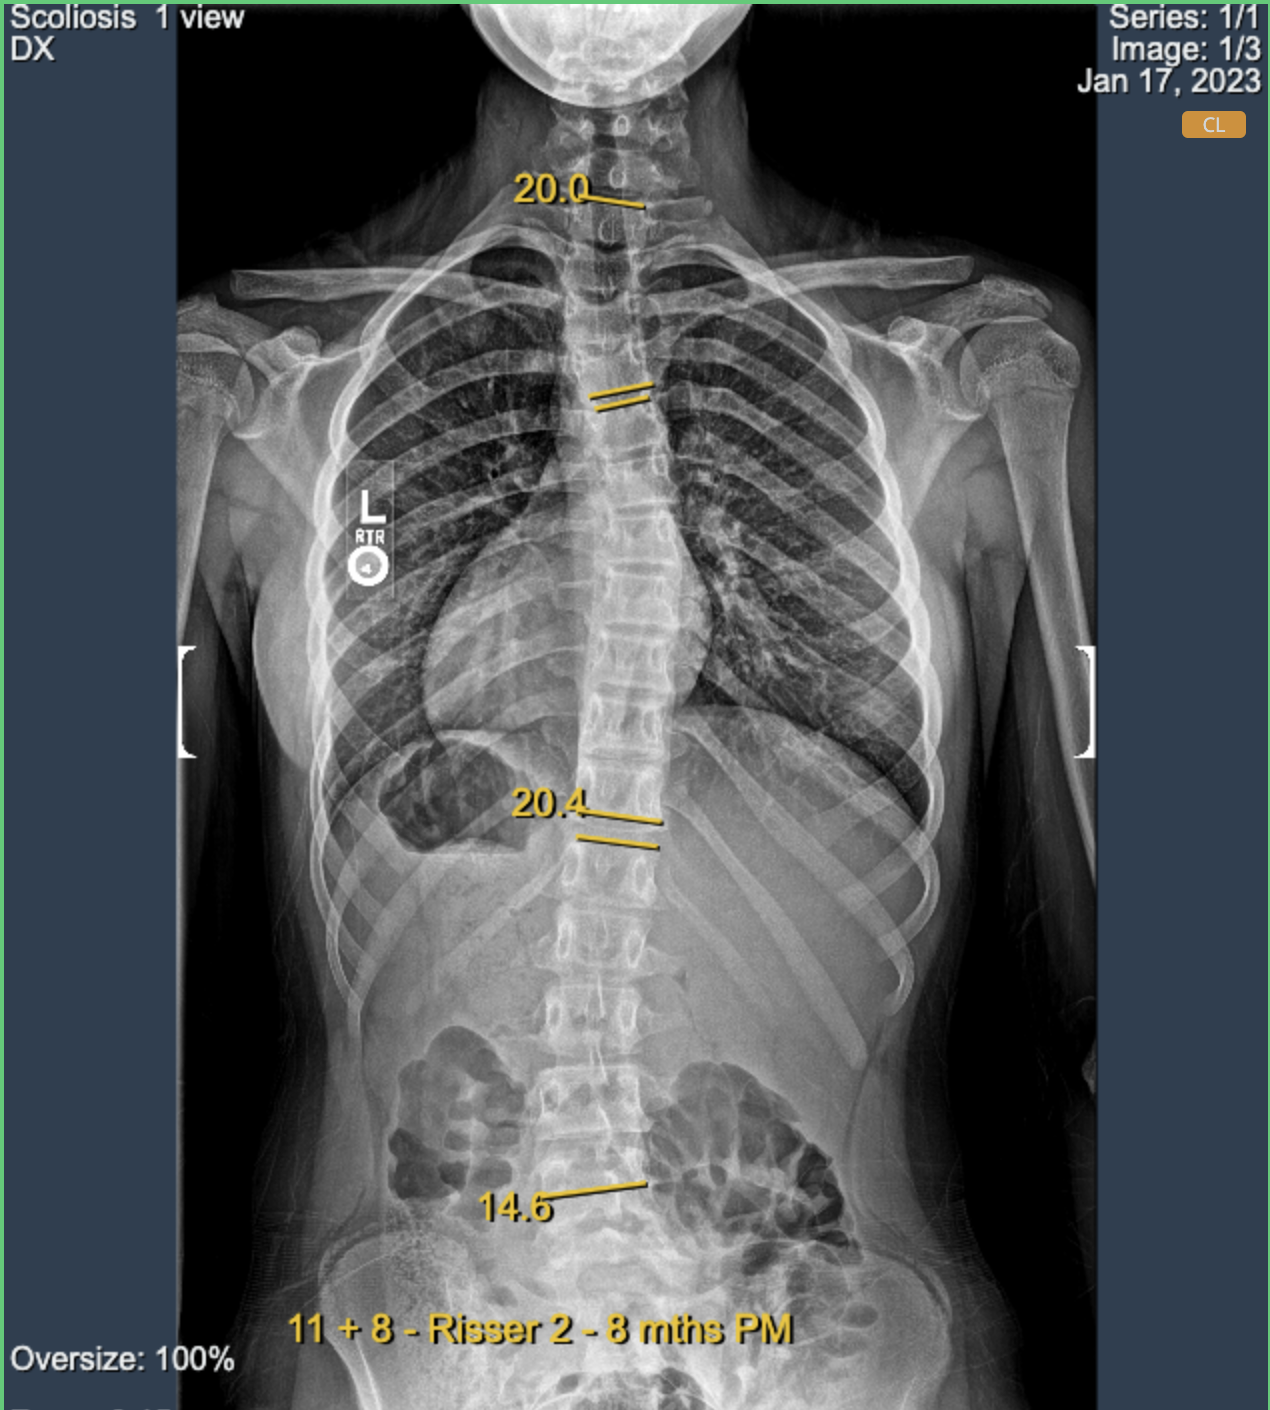 Scoliosis 1 view
DX
Series: 1/1
Image: 1/3
Jan 17, 2023
CL
20.0
L
RTR
4
20.4
14.6
11 + 8 - Risser 2 - 8 mths PM
Oversize: 100%